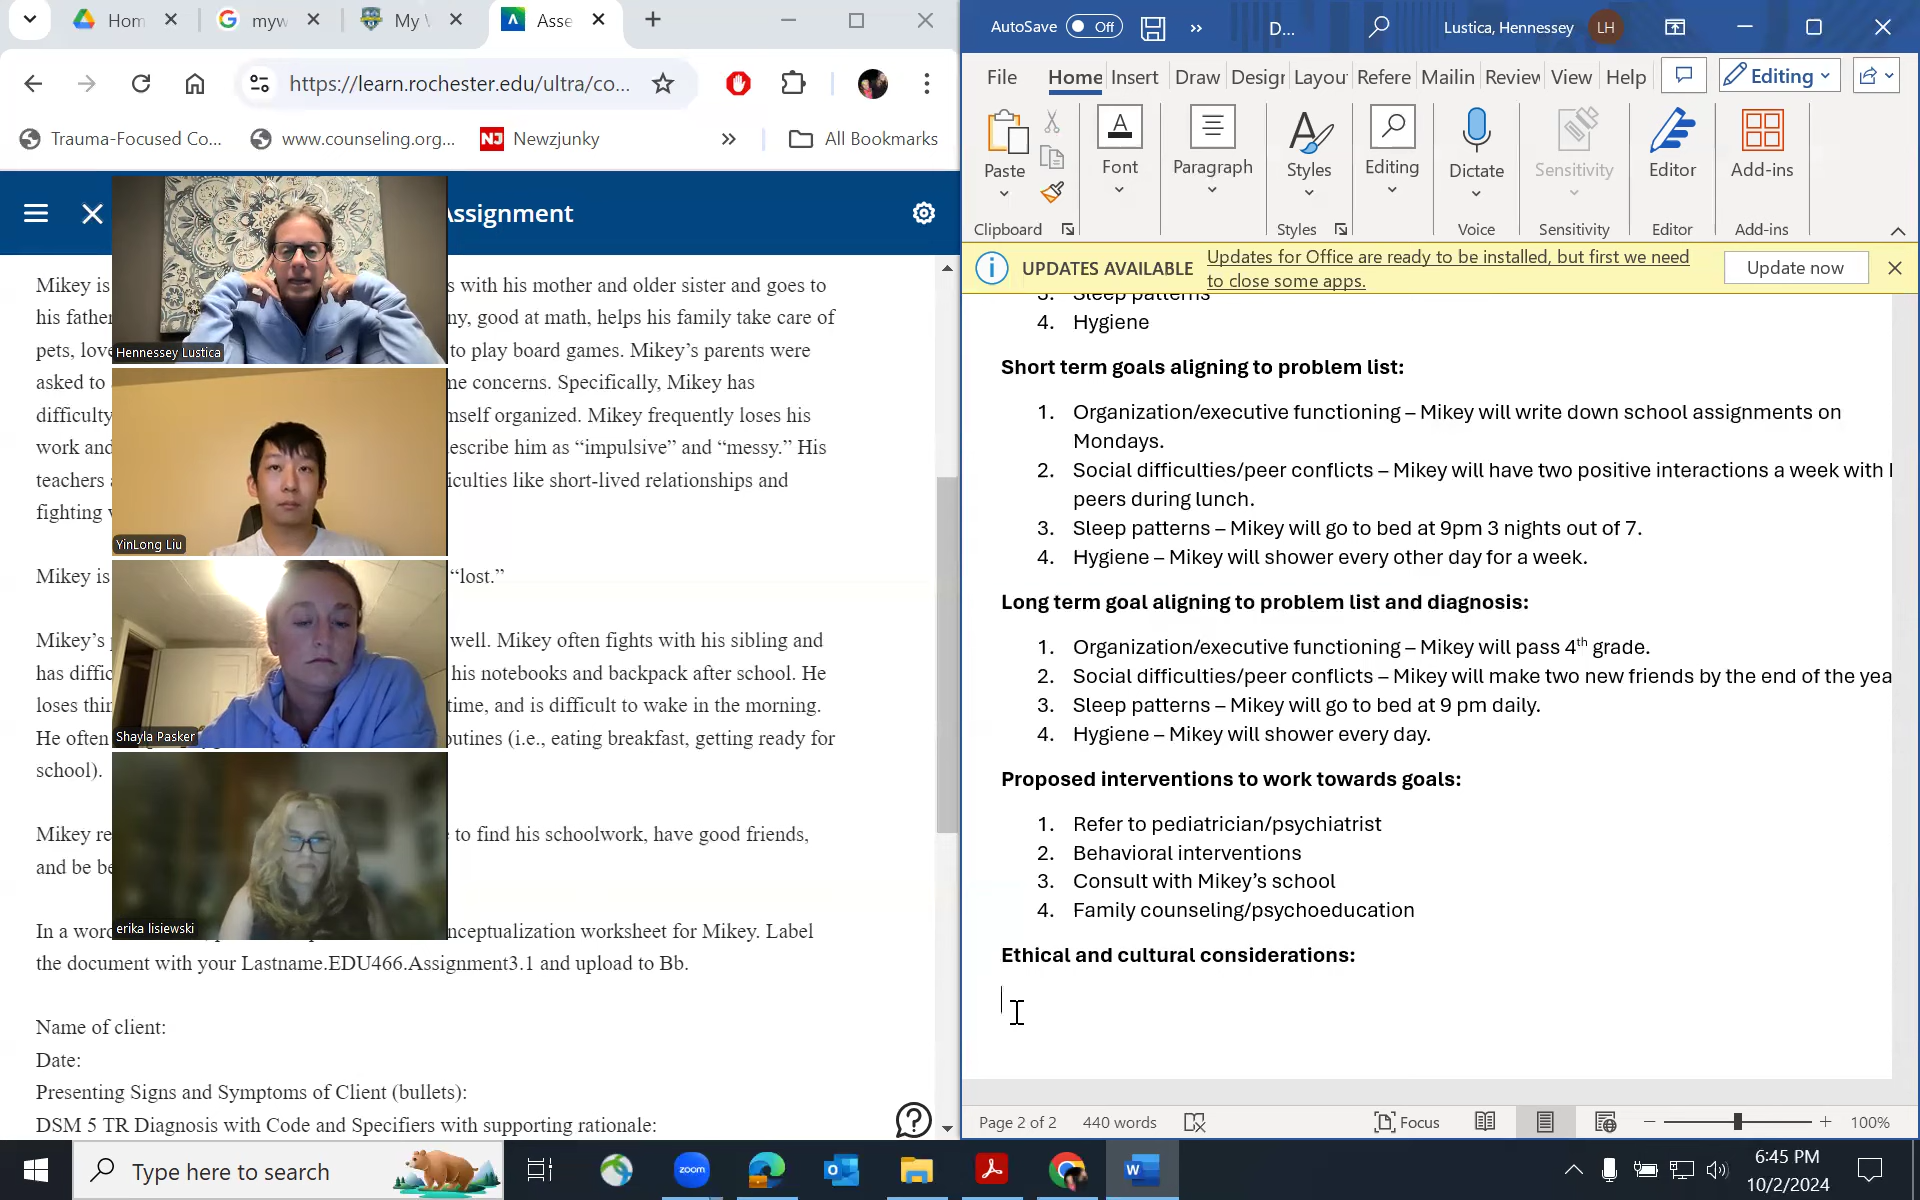 Hom
myw
My
Asse
https://learn.rochester.edu/ultra/co...
Trauma-Focused Co...
www.counseling.org...
NJ
Newzjunky
All Bookmarks
Assignment
Mikey is
s with his mother and older sister and goes to
his father
ny, good at math, helps his family take care of
pets, love
to play board games. Mikey's parents were
asked to
me concerns. Specifically, Mikey has
difficulty
mself organized. Mikey frequently loses his
work and
escribe him as “impulsive” and “messy.” His
teachers
iculties like short-lived relationships and
fighting
Mikey is
“lost.”
Mikey's
well. Mikey often fights with his sibling and
has diffic
his notebooks and backpack after school. He
loses thin
time, and is difficult to wake in the morning.
He often
outines (i.e., eating breakfast, getting ready for
school).
Mikey re
to find his schoolwork, have good friends,
and be be
In a word
nceptualization worksheet for Mikey. Label
the document with your Lastname.EDU466.Assignment3.1 and upload to Bb.
Name of client:
Date:
Presenting Signs and Symptoms of Client (bullets):
DSM 5 TR Diagnosis with Code and Specifiers with supporting rationale:
Hennessey Lustica
YinLong Liu
Shayla Pasker
erika lisiewski
AutoSave Off
D...
Lustica, Hennessey LH
File Home Insert Draw Design Layou Refere Mailin Review View Help
Editing
Paste
Font
Paragraph
Styles
Editing
Dictate
Sensitivity
Editor
Add-ins
Clipboard
Styles
Voice
Sensitivity
Editor
Add-ins
UPDATES AVAILABLE
Updates for Office are ready to be installed, but first we need
to close some apps.
Update now
3. Sleep patterns
4. Hygiene
Short term goals aligning to problem list:
1. Organization/executive functioning – Mikey will write down school assignments on
Mondays.
2. Social difficulties/peer conflicts – Mikey will have two positive interactions a week with
peers during lunch.
3. Sleep patterns – Mikey will go to bed at 9pm 3 nights out of 7.
4. Hygiene – Mikey will shower every other day for a week.
Long term goal aligning to problem list and diagnosis:
1. Organization/executive functioning – Mikey will pass 4th grade.
2. Social difficulties/peer conflicts – Mikey will make two new friends by the end of the yea
3. Sleep patterns – Mikey will go to bed at 9 pm daily.
4. Hygiene – Mikey will shower every day.
Proposed interventions to work towards goals:
1. Refer to pediatrician/psychiatrist
2. Behavioral interventions
3. Consult with Mikey's school
4. Family counseling/psychoeducation
Ethical and cultural considerations:
Page 2 of 2
440 words
Focus
100%
Type here to search
zoom
6:45 PM
10/2/2024